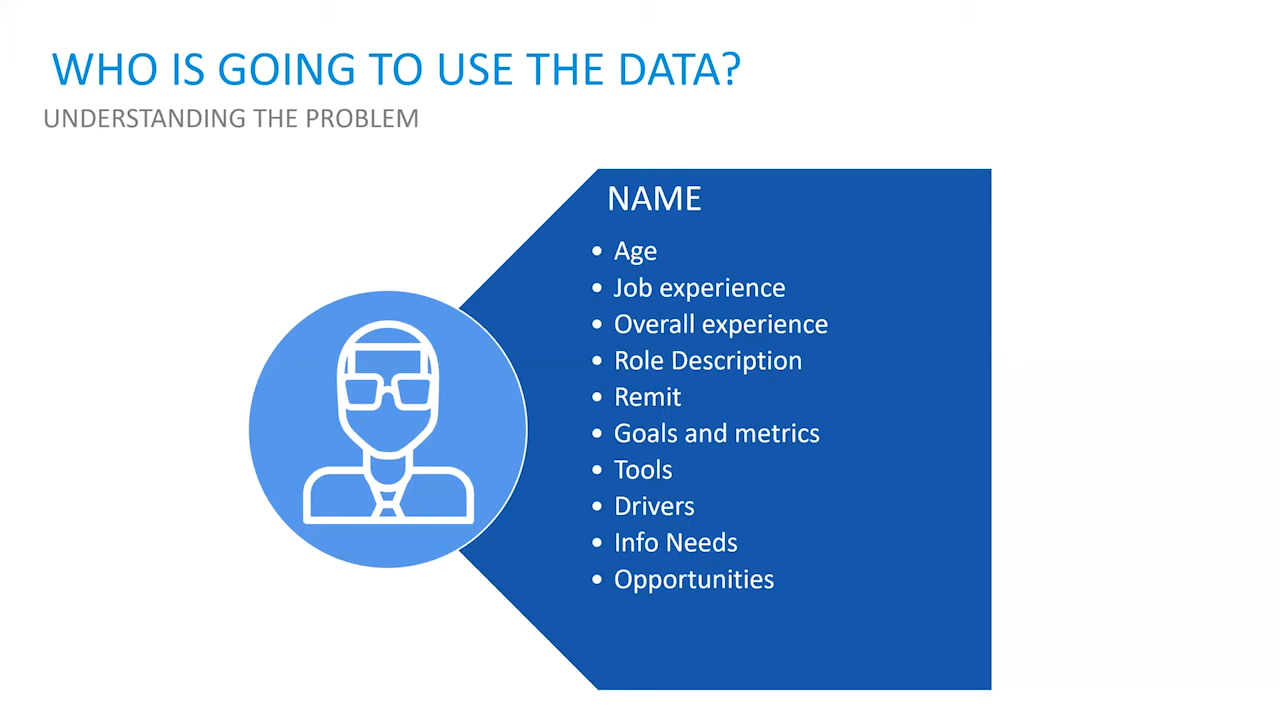 WHO IS GOING TO USE THE DATA?
UNDERSTANDING THE PROBLEM
NAME
• Age
• Job experience
• Overall experience
• Role Description
• Remit
• Goals and metrics
• Tools
• Drivers
• Info Needs
• Opportunities